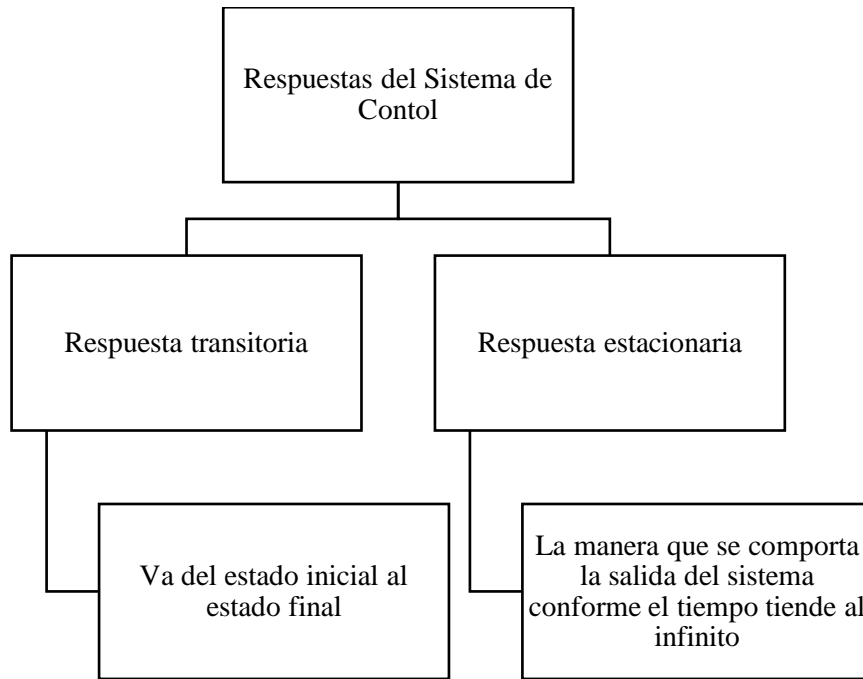 Respuestas del Sistema de
Contol
Respuesta transitoria
Respuesta estacionaria
Va del estado inicial al
estado final
La manera que se comporta
la salida del sistema
conforme el tiempo tiende al
infinito